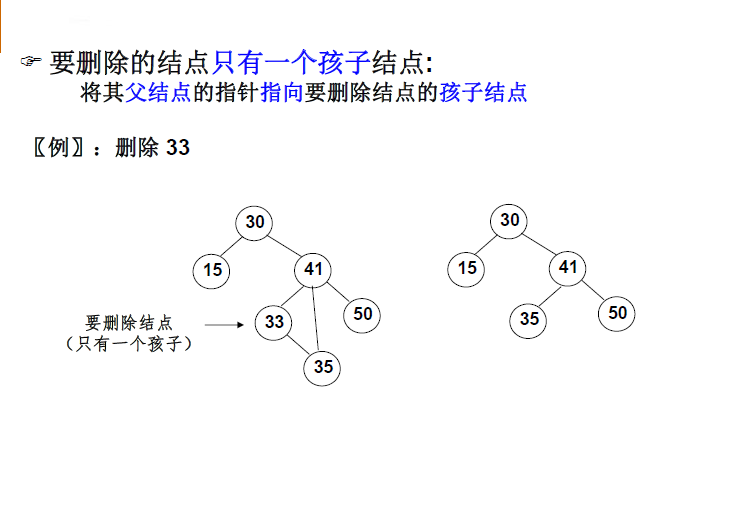 ☞ 要删除的结点只有一个孩子结点:
将其父结点的指针指向要删除结点的孩子结点
〖例〗：删除 33
30
30
15
41
15
41
要删除结点
（只有一个孩子）
33
50
35
50
35